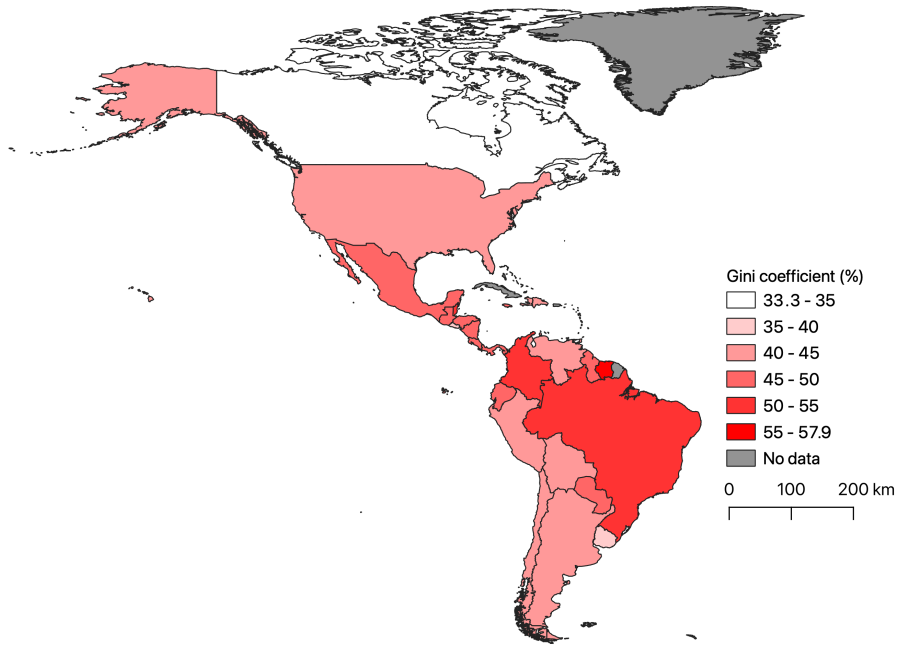 Gini coefficient (%)
33.3 - 35
35 - 40
40 - 45
45 - 50
50 - 55
55 - 57.9
No data
0 100 200 km